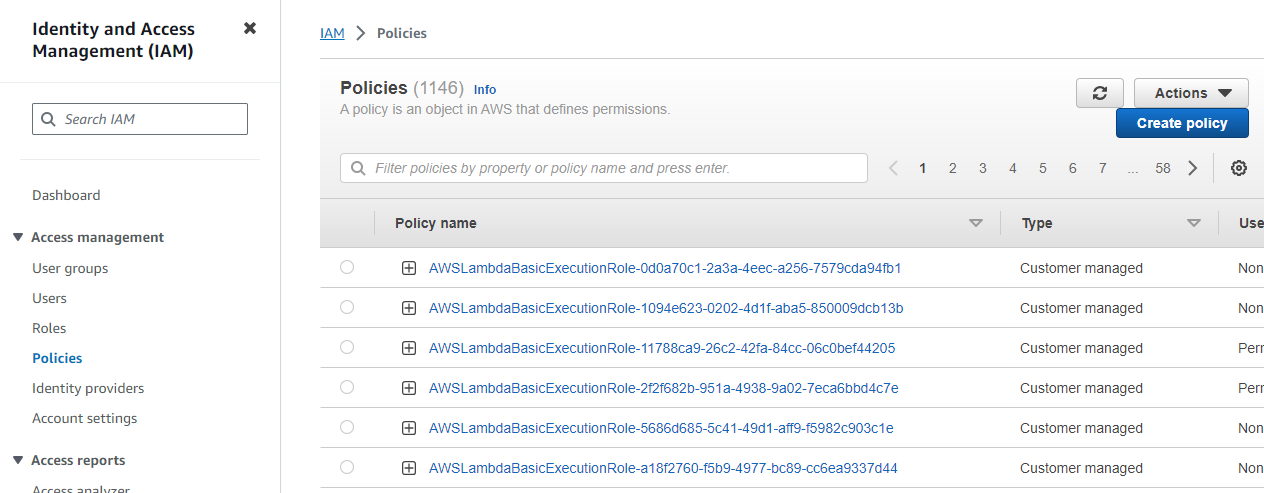 Identity and Access
Management (IAM)
Search IAM
Dashboard
Access management
User groups
Users
Roles
Policies
Identity providers
Account settings
Access reports
Access analyzer
IAM > Policies
Policies (1146) Info
A policy is an object in AWS that defines permissions.
Actions
Create policy
Filter policies by property or policy name and press enter.
1 2 3 4 5 6 7 ... 58
Policy name Type Use
AWSLambdaBasicExecutionRole-0d0a70c1-2a3a-4eec-a256-7579cda94fb1 Customer managed Non
AWSLambdaBasicExecutionRole-1094e623-0202-4d1f-aba5-850009dcb13b Customer managed Non
AWSLambdaBasicExecutionRole-11788ca9-26c2-42fa-84cc-06c0bef44205 Customer managed Perr
AWSLambdaBasicExecutionRole-2f2f682b-951a-4938-9a02-7eca6bbd4c7e Customer managed Perr
AWSLambdaBasicExecutionRole-5686d685-5c41-49d1-aff9-f5982c903c1e Customer managed Non
AWSLambdaBasicExecutionRole-a18f2760-f5b9-4977-bc89-cc6ea9337d44 Customer managed Non